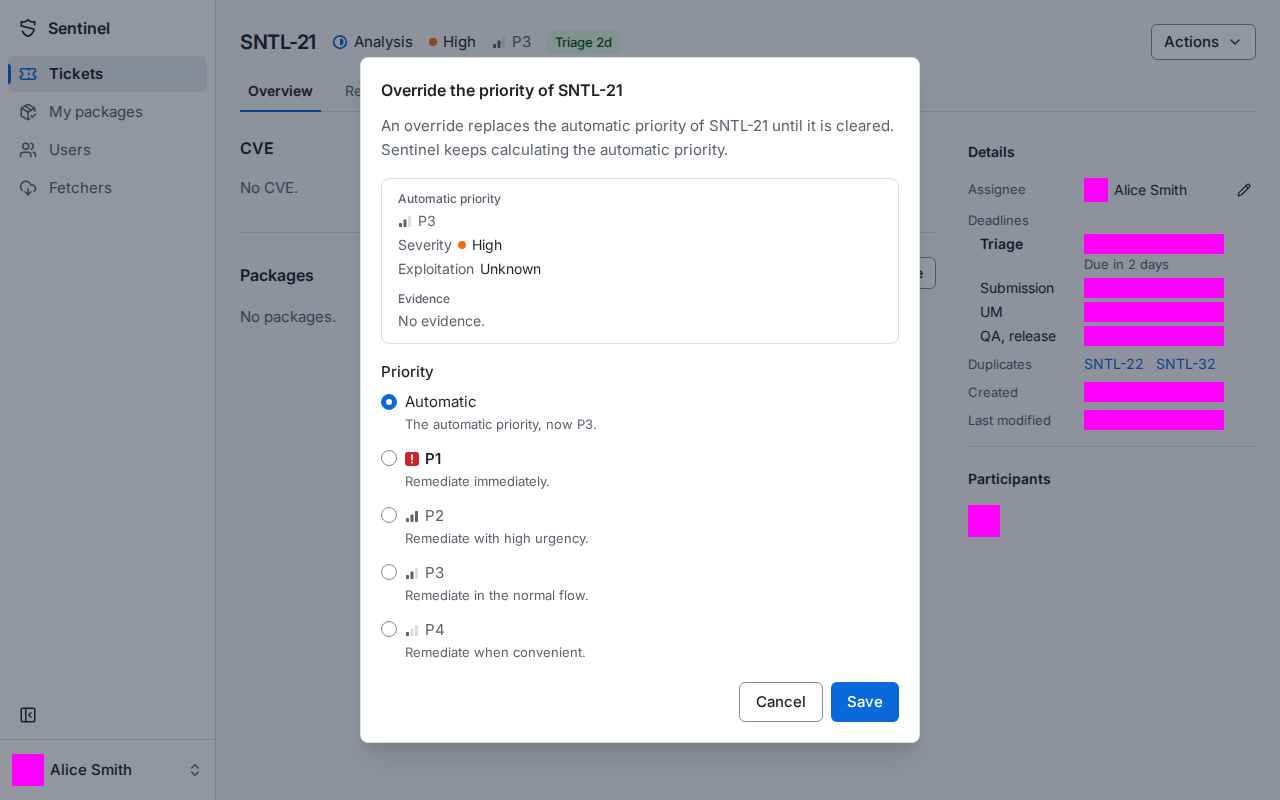 Sentinel
Tickets
My packages
Users
Fetchers
Alice Smith
SNTL-21 Analysis High P3 Triage 2d
Actions
Overview Re
CVE
No CVE.
Packages
No packages.
Override the priority of SNTL-21
An override replaces the automatic priority of SNTL-21 until it is cleared.
Sentinel keeps calculating the automatic priority.
Automatic priority
P3
Severity High
Exploitation Unknown
Evidence
No evidence.
Priority
Automatic
The automatic priority, now P3.
P1
Remediate immediately.
P2
Remediate with high urgency.
P3
Remediate in the normal flow.
P4
Remediate when convenient.
Cancel Save
Details
Assignee Alice Smith
Deadlines
Triage
Due in 2 days
Submission
UM
QA, release
Duplicates SNTL-22 SNTL-32
Created
Last modified
Participants